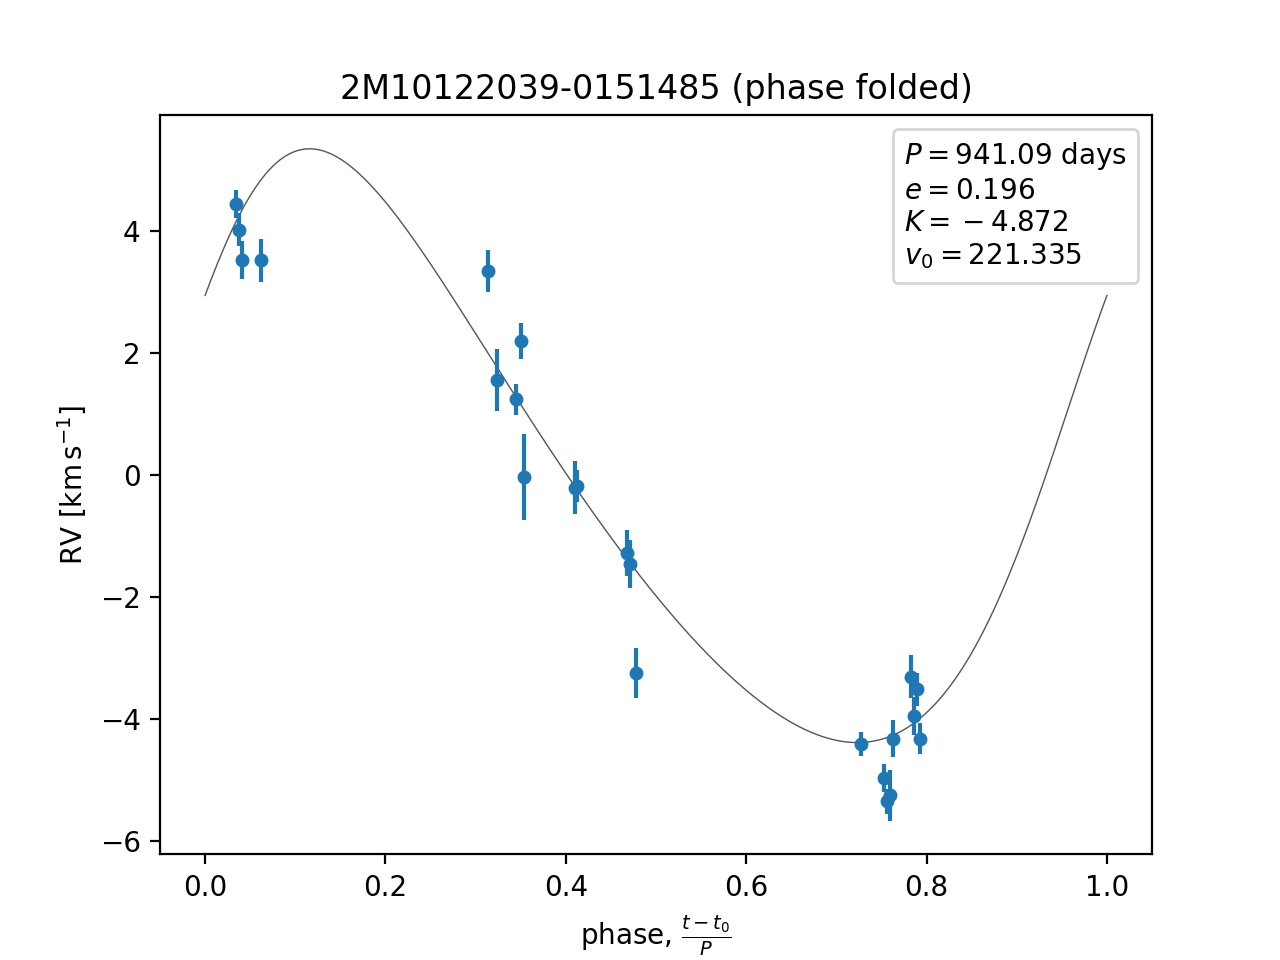 2M10122039-0151485 (phase folded)
P = 941.09 days
e = 0.196
K = −4.872
v₀ = 221.335
RV [km s⁻¹]
4
2
0
−2
−4
−6
0.0 0.2 0.4 0.6 0.8 1.0
phase, (t − t₀)/P